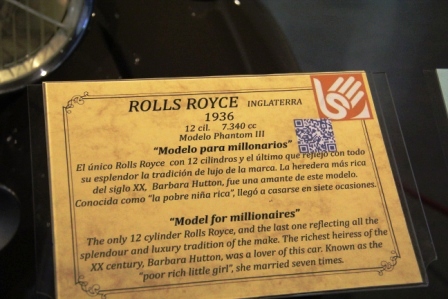 ROLLS ROYCE INGLATERRA
1936
12 cil. 7.340 cc
Modelo Phantom III
"Modelo para millonarios"
El único Rolls Royce con 12 cilindros y el último que reflejó con todo
su esplendor la tradición de lujo de la marca. La heredera más rica
del siglo XX, Barbara Hutton, fue una amante de este modelo.
Conocida como "la pobre niña rica", llegó a casarse en siete ocasiones.
"Model for millionaires"
The only 12 cylinder Rolls Royce, and the last one reflecting all the
splendour and luxury tradition of the make. The richest heiress of the
XX century, Barbara Hutton, was a lover of this car. Known as the
"poor rich little girl", she married seven times.